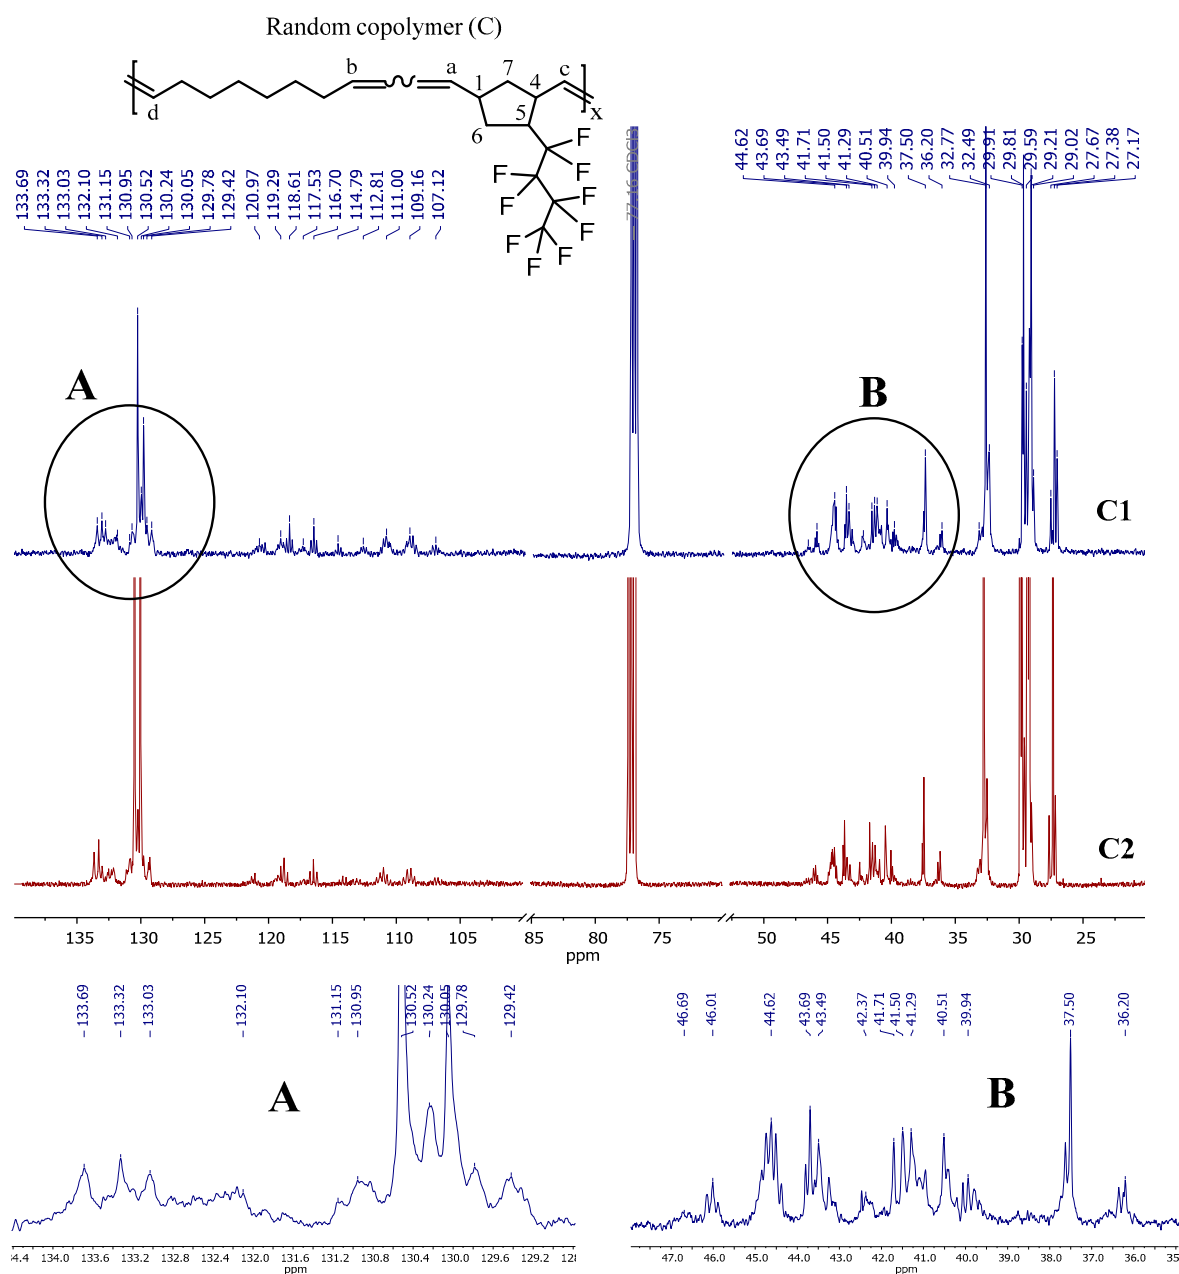 Random copolymer (C)
b a 7 c
1 4
d 5 x
6
F
F
F
F
F
F
F
F
F
133.69 133.32 133.03 132.10 131.15 130.95 130.52 130.24 130.05 129.78 129.42 120.97 119.29 118.61 117.53 116.70 114.79 112.81 111.00 109.16 107.12
77.16 CDCl3
44.62 43.69 43.49 41.71 41.50 41.29 40.51 39.94 37.50 36.20 32.77 32.49 29.91 29.81 29.59 29.21 29.02 27.67 27.38 27.17
A
B
C1
C2
135 130 125 120 115 110 105 85 80 75 50 45 40 35 30 25
ppm
133.69 133.32 133.03 132.10 131.15 130.95 130.52 130.24 130.05 129.78 129.42
A
4.4 134.0 133.6 133.2 132.8 132.4 132.0 131.6 131.2 130.8 130.4 130.0 129.6 129.2 128
ppm
46.69 46.01 44.62 43.69 43.49 42.37 41.71 41.50 41.29 40.51 39.94 37.50 36.20
B
47.0 46.0 45.0 44.0 43.0 42.0 41.0 40.0 39.0 38.0 37.0 36.0 35.0
ppm